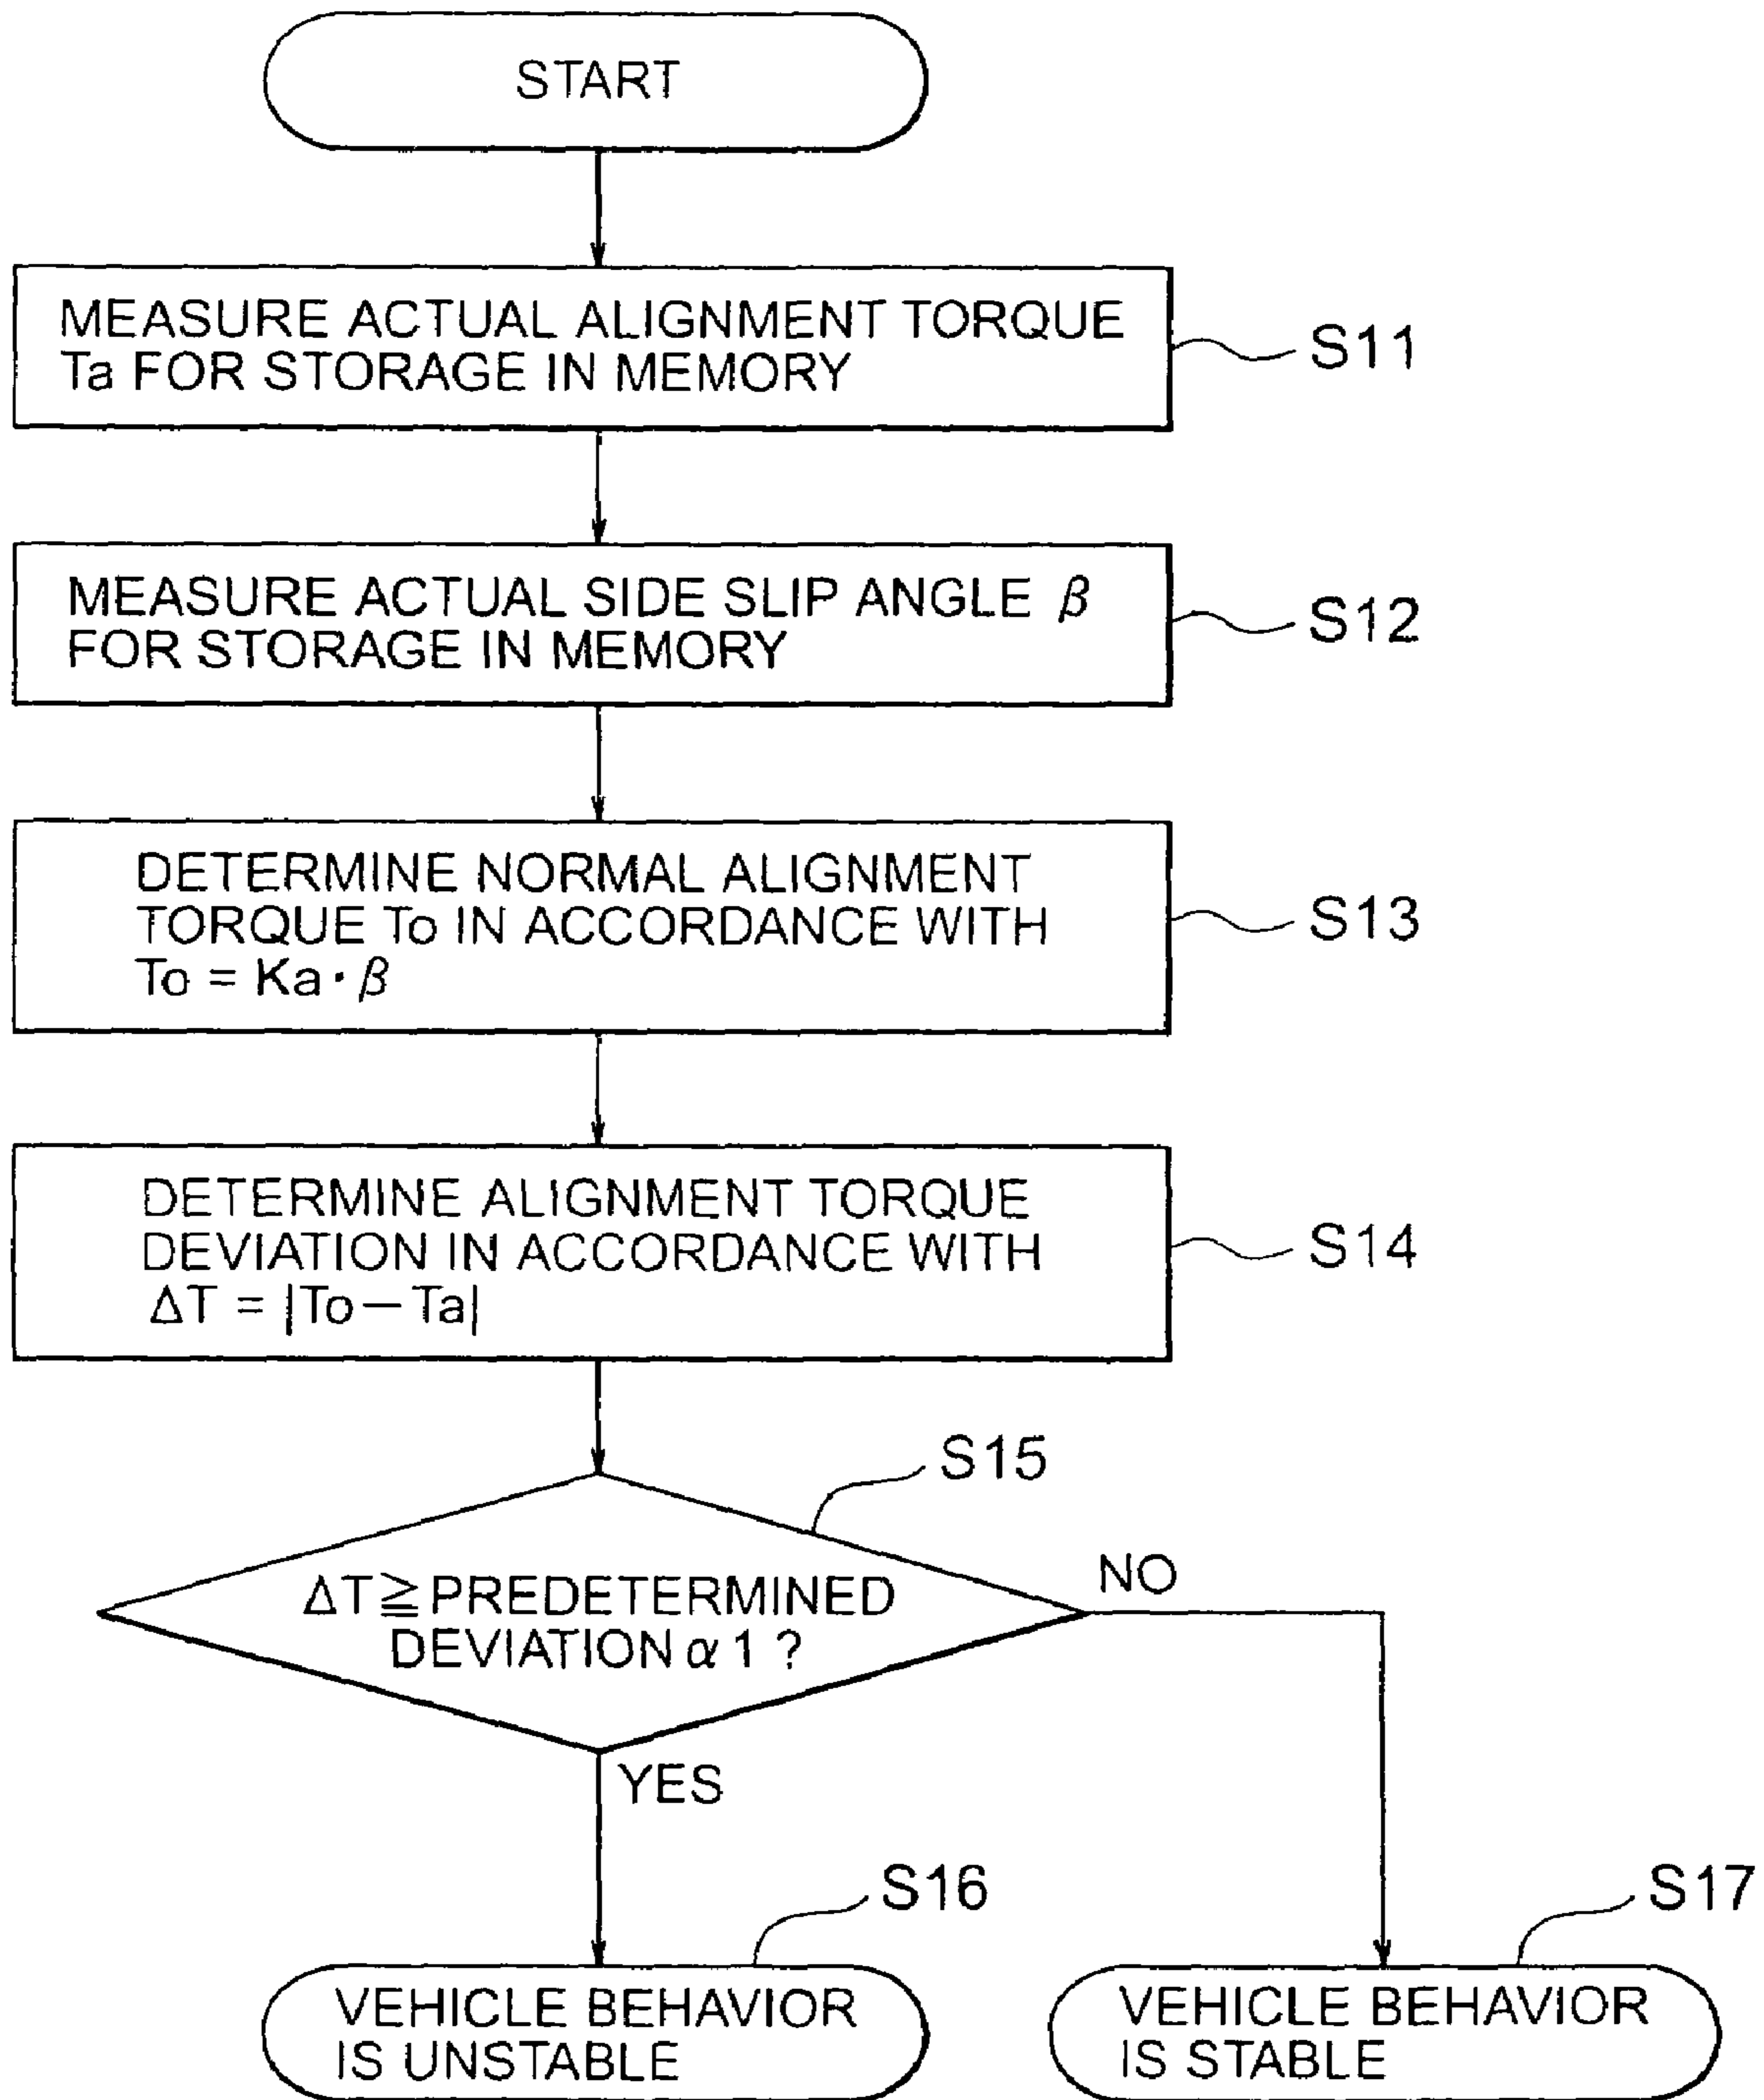 START
MEASURE ACTUAL ALIGNMENT TORQUE
Ta FOR STORAGE IN MEMORY
S11
MEASURE ACTUAL SIDE SLIP ANGLE β
FOR STORAGE IN MEMORY
S12
DETERMINE NORMAL ALIGNMENT
TORQUE To IN ACCORDANCE WITH
To = Ka · β
S13
DETERMINE ALIGNMENT TORQUE
DEVIATION IN ACCORDANCE WITH
ΔT = |To − Ta|
S14
S15
ΔT ≧ PREDETERMINED
DEVIATION α 1 ?
NO
YES
S16
VEHICLE BEHAVIOR
IS UNSTABLE
S17
VEHICLE BEHAVIOR
IS STABLE